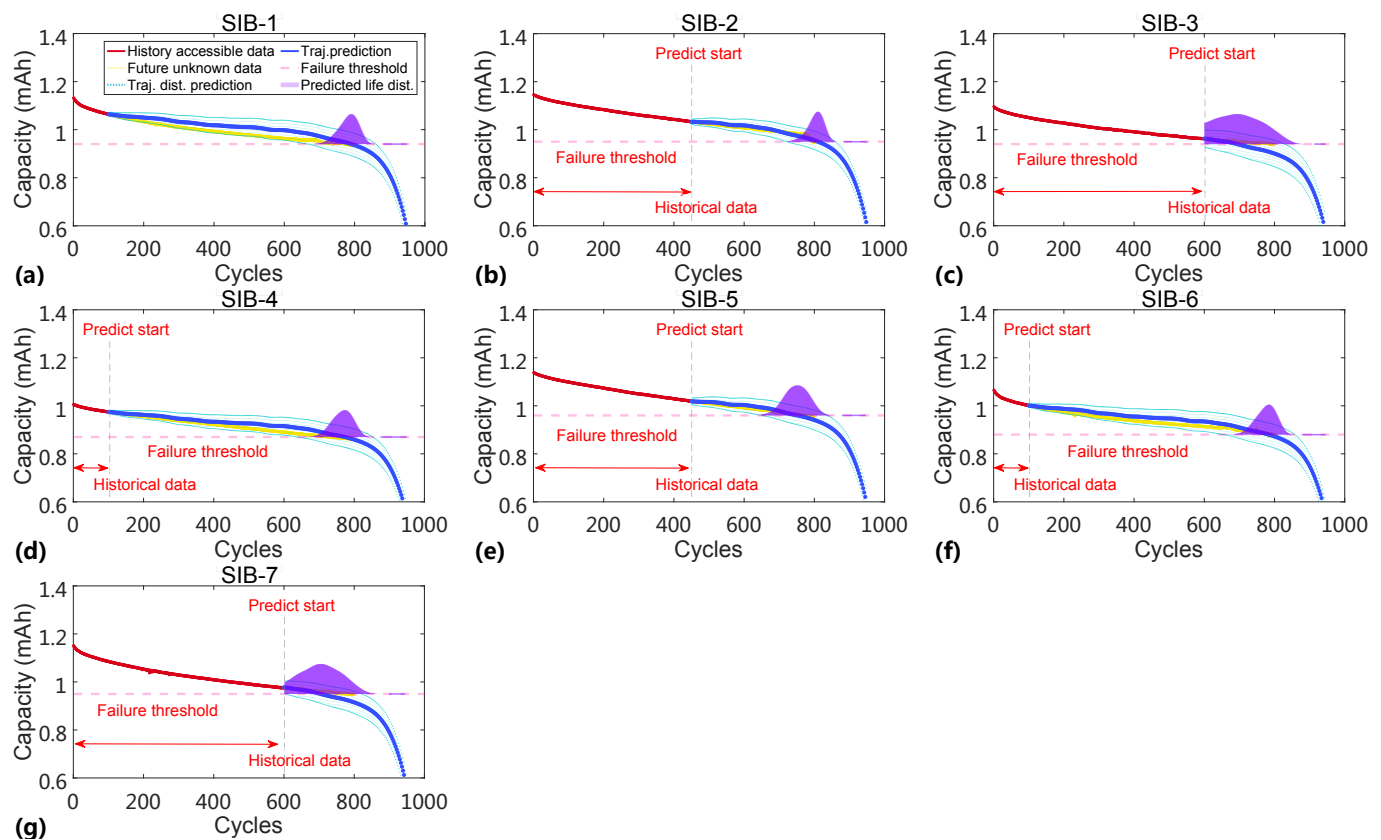 SIB-1
1.4
1.2
1
0.8
0.6
Capacity (mAh)
History accessible data
Future unknown data
Traj. dist. prediction
Traj.prediction
Failure threshold
Predicted life dist.
0 200 400 600 800 1000
Cycles
(a)
SIB-2
1.4
1.2
1
0.8
0.6
Capacity (mAh)
Predict start
Failure threshold
Historical data
0 200 400 600 800 1000
Cycles
(b)
SIB-3
1.4
1.2
1
0.8
0.6
Capacity (mAh)
Predict start
Failure threshold
Historical data
0 200 400 600 800 1000
Cycles
(c)
SIB-4
1.4
1.2
1
0.8
0.6
Capacity (mAh)
Predict start
Failure threshold
Historical data
0 200 400 600 800 1000
Cycles
(d)
SIB-5
1.4
1.2
1
0.8
0.6
Capacity (mAh)
Predict start
Failure threshold
Historical data
0 200 400 600 800 1000
Cycles
(e)
SIB-6
1.4
1.2
1
0.8
0.6
Capacity (mAh)
Predict start
Failure threshold
Historical data
0 200 400 600 800 1000
Cycles
(f)
SIB-7
1.4
1.2
1
0.8
0.6
Capacity (mAh)
Predict start
Failure threshold
Historical data
0 200 400 600 800 1000
Cycles
(g)